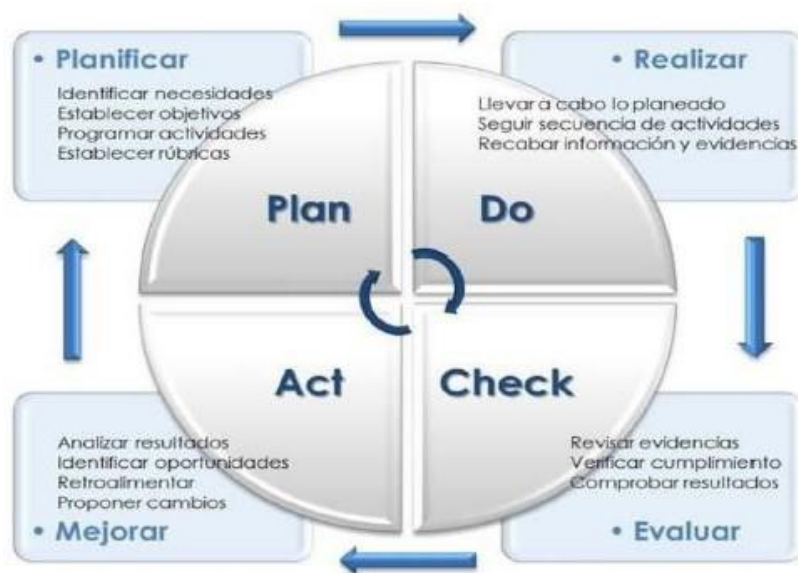 • Planificar
Identificar necesidades
Establecer objetivos
Programar actividades
Establecer rúbricas
Plan
• Realizar
Llevar a cabo lo planeado
Seguir secuencia de actividades
Recabar información y evidencias
Do
Act
Analizar resultados
Identificar oportunidades
Retroalimentar
Proponer cambios
• Mejorar
Check
Revisar evidencias
Verificar cumplimiento
Comprobar resultados
• Evaluar